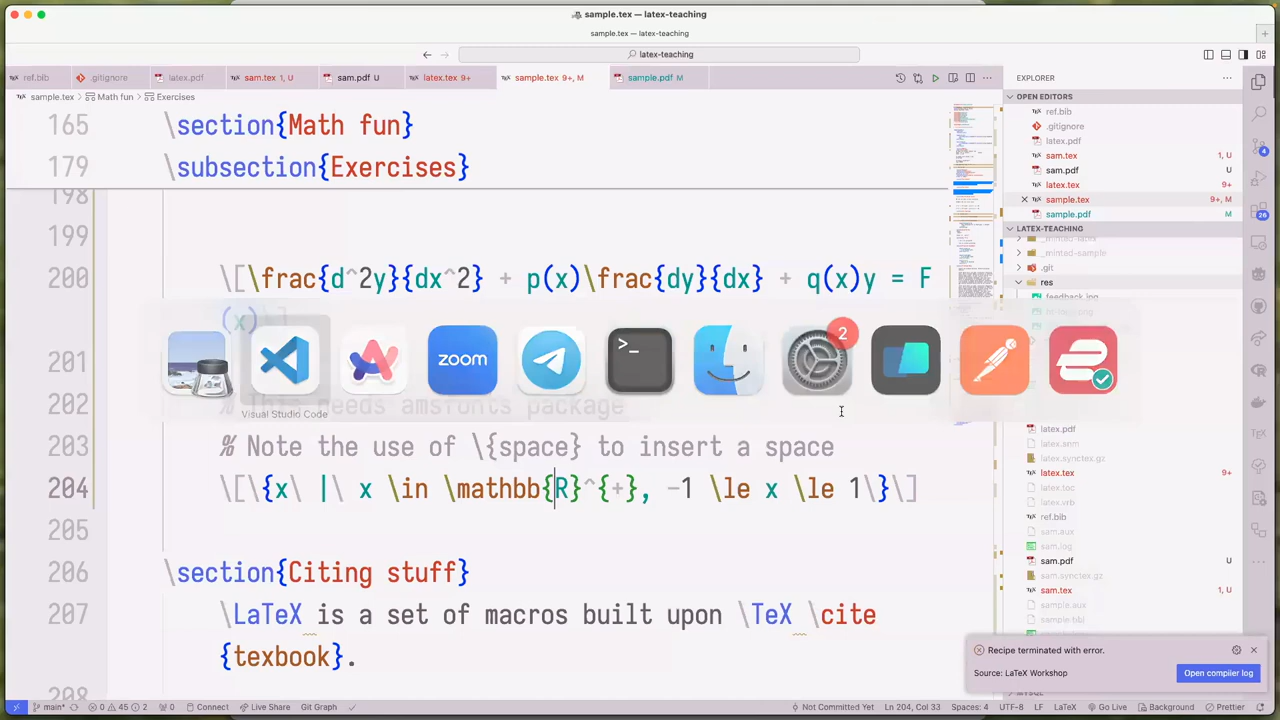 sample.tex — latex-teaching
sample.tex — latex-teaching
latex-teaching
ref.bib
gitignore
latex.pdf
sam.tex 1, U
sam.pdf U
latex.tex 9+
sample.tex 9+, M
sample.pdf M
sample.tex > Math fun > Exercises
165 \section{Math fun}
179 \subsection{Exercises}
199
200 \[\frac{d^2y}{dx^2} + p(x)\frac{dy}{dx} + q(x)y = F
(x)
201
202 needs amsfonts package
203 % Note the use of \{space} to insert a space
204 \[\{x\ |\ x \in \mathbb{R}^{+}, -1 \le x \le 1\}\]
205
206 \section{Citing stuff}
207 \LaTeX is a set of macros built upon \TeX \cite
{texbook}.
208
zoom
>_
2
Visual Studio Code
EXPLORER
OPEN EDITORS
ref.bib
.gitignore
latex.pdf
sam.tex 1, U
sam.pdf U
latex.tex 9+
sample.tex 9+, M
sample.pdf M
LATEX-TEACHING
_minted-sample
.git
res
feedback.jpg
latex.pdf
latex.snm
latex.synctex.gz
latex.tex 9+
latex.toc
latex.vrb
ref.bib
sam.aux
sam.log
sam.pdf U
sam.synctex.gz
sam.tex 1, U
sample.aux
sample.bbl
4
26
Recipe terminated with error.
Source: LaTeX Workshop
Open compiler log
main*
0 45 2
0
Connect
Live Share
Git Graph
Not Committed Yet
Ln 204, Col 33
Spaces: 4
UTF-8
LF
LaTeX
Go Live
Background
Prettier